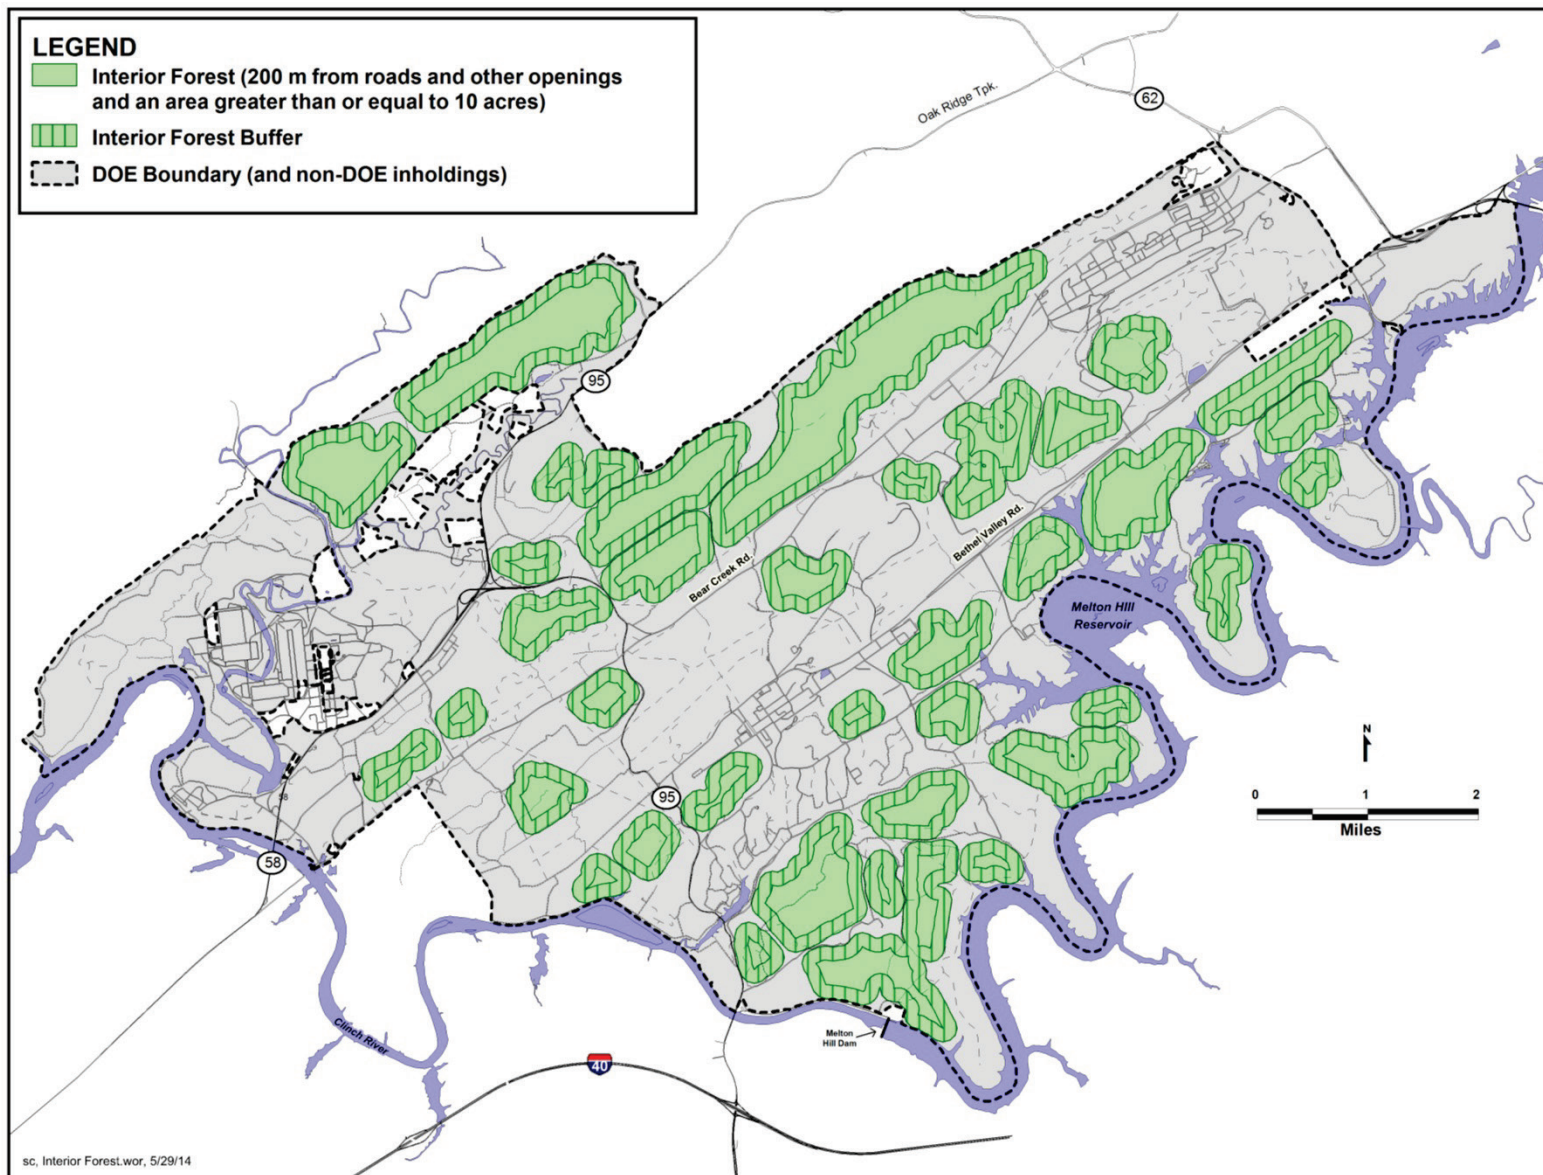 LEGEND
Interior Forest (200 m from roads and other openings
and an area greater than or equal to 10 acres)
Interior Forest Buffer
DOE Boundary (and non-DOE inholdings)
Oak Ridge Tpk.
62
95
Bear Creek Rd.
Bethel Valley Rd.
Melton HIll
Reservoir
N
0 1 2
Miles
95
58
58
Clinch River
Melton
Hill Dam
40
sc, Interior Forest.wor, 5/29/14